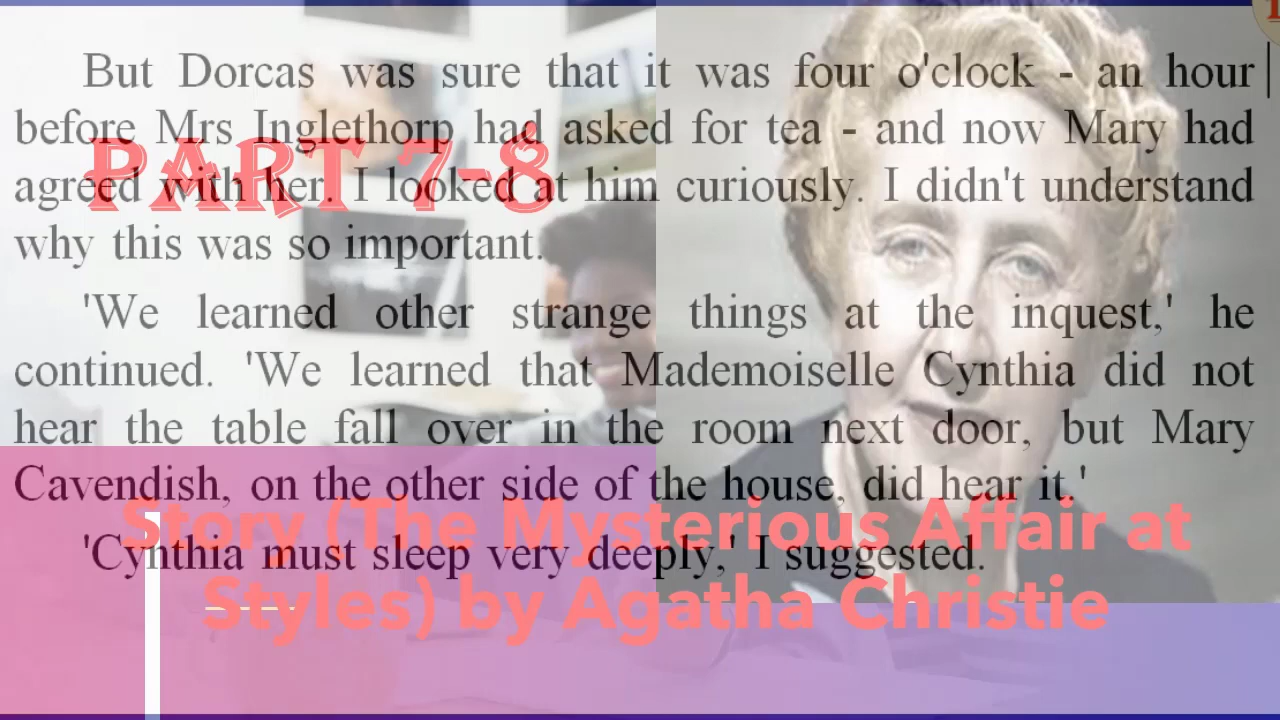 But Dorcas was sure that it was four o'clock - an hour
before Mrs Inglethorp had asked for tea - and now Mary had
agreed with her. I looked at him curiously. I didn't understand
why this was so important.
PART 7-8
'We learned other strange things at the inquest,' he
continued. 'We learned that Mademoiselle Cynthia did not
hear the table fall over in the room next door, but Mary
Cavendish, on the other side of the house, did hear it.'
'Cynthia must sleep very deeply,' I suggested.
Story (The Mysterious Affair at
Styles) by Agatha Christie